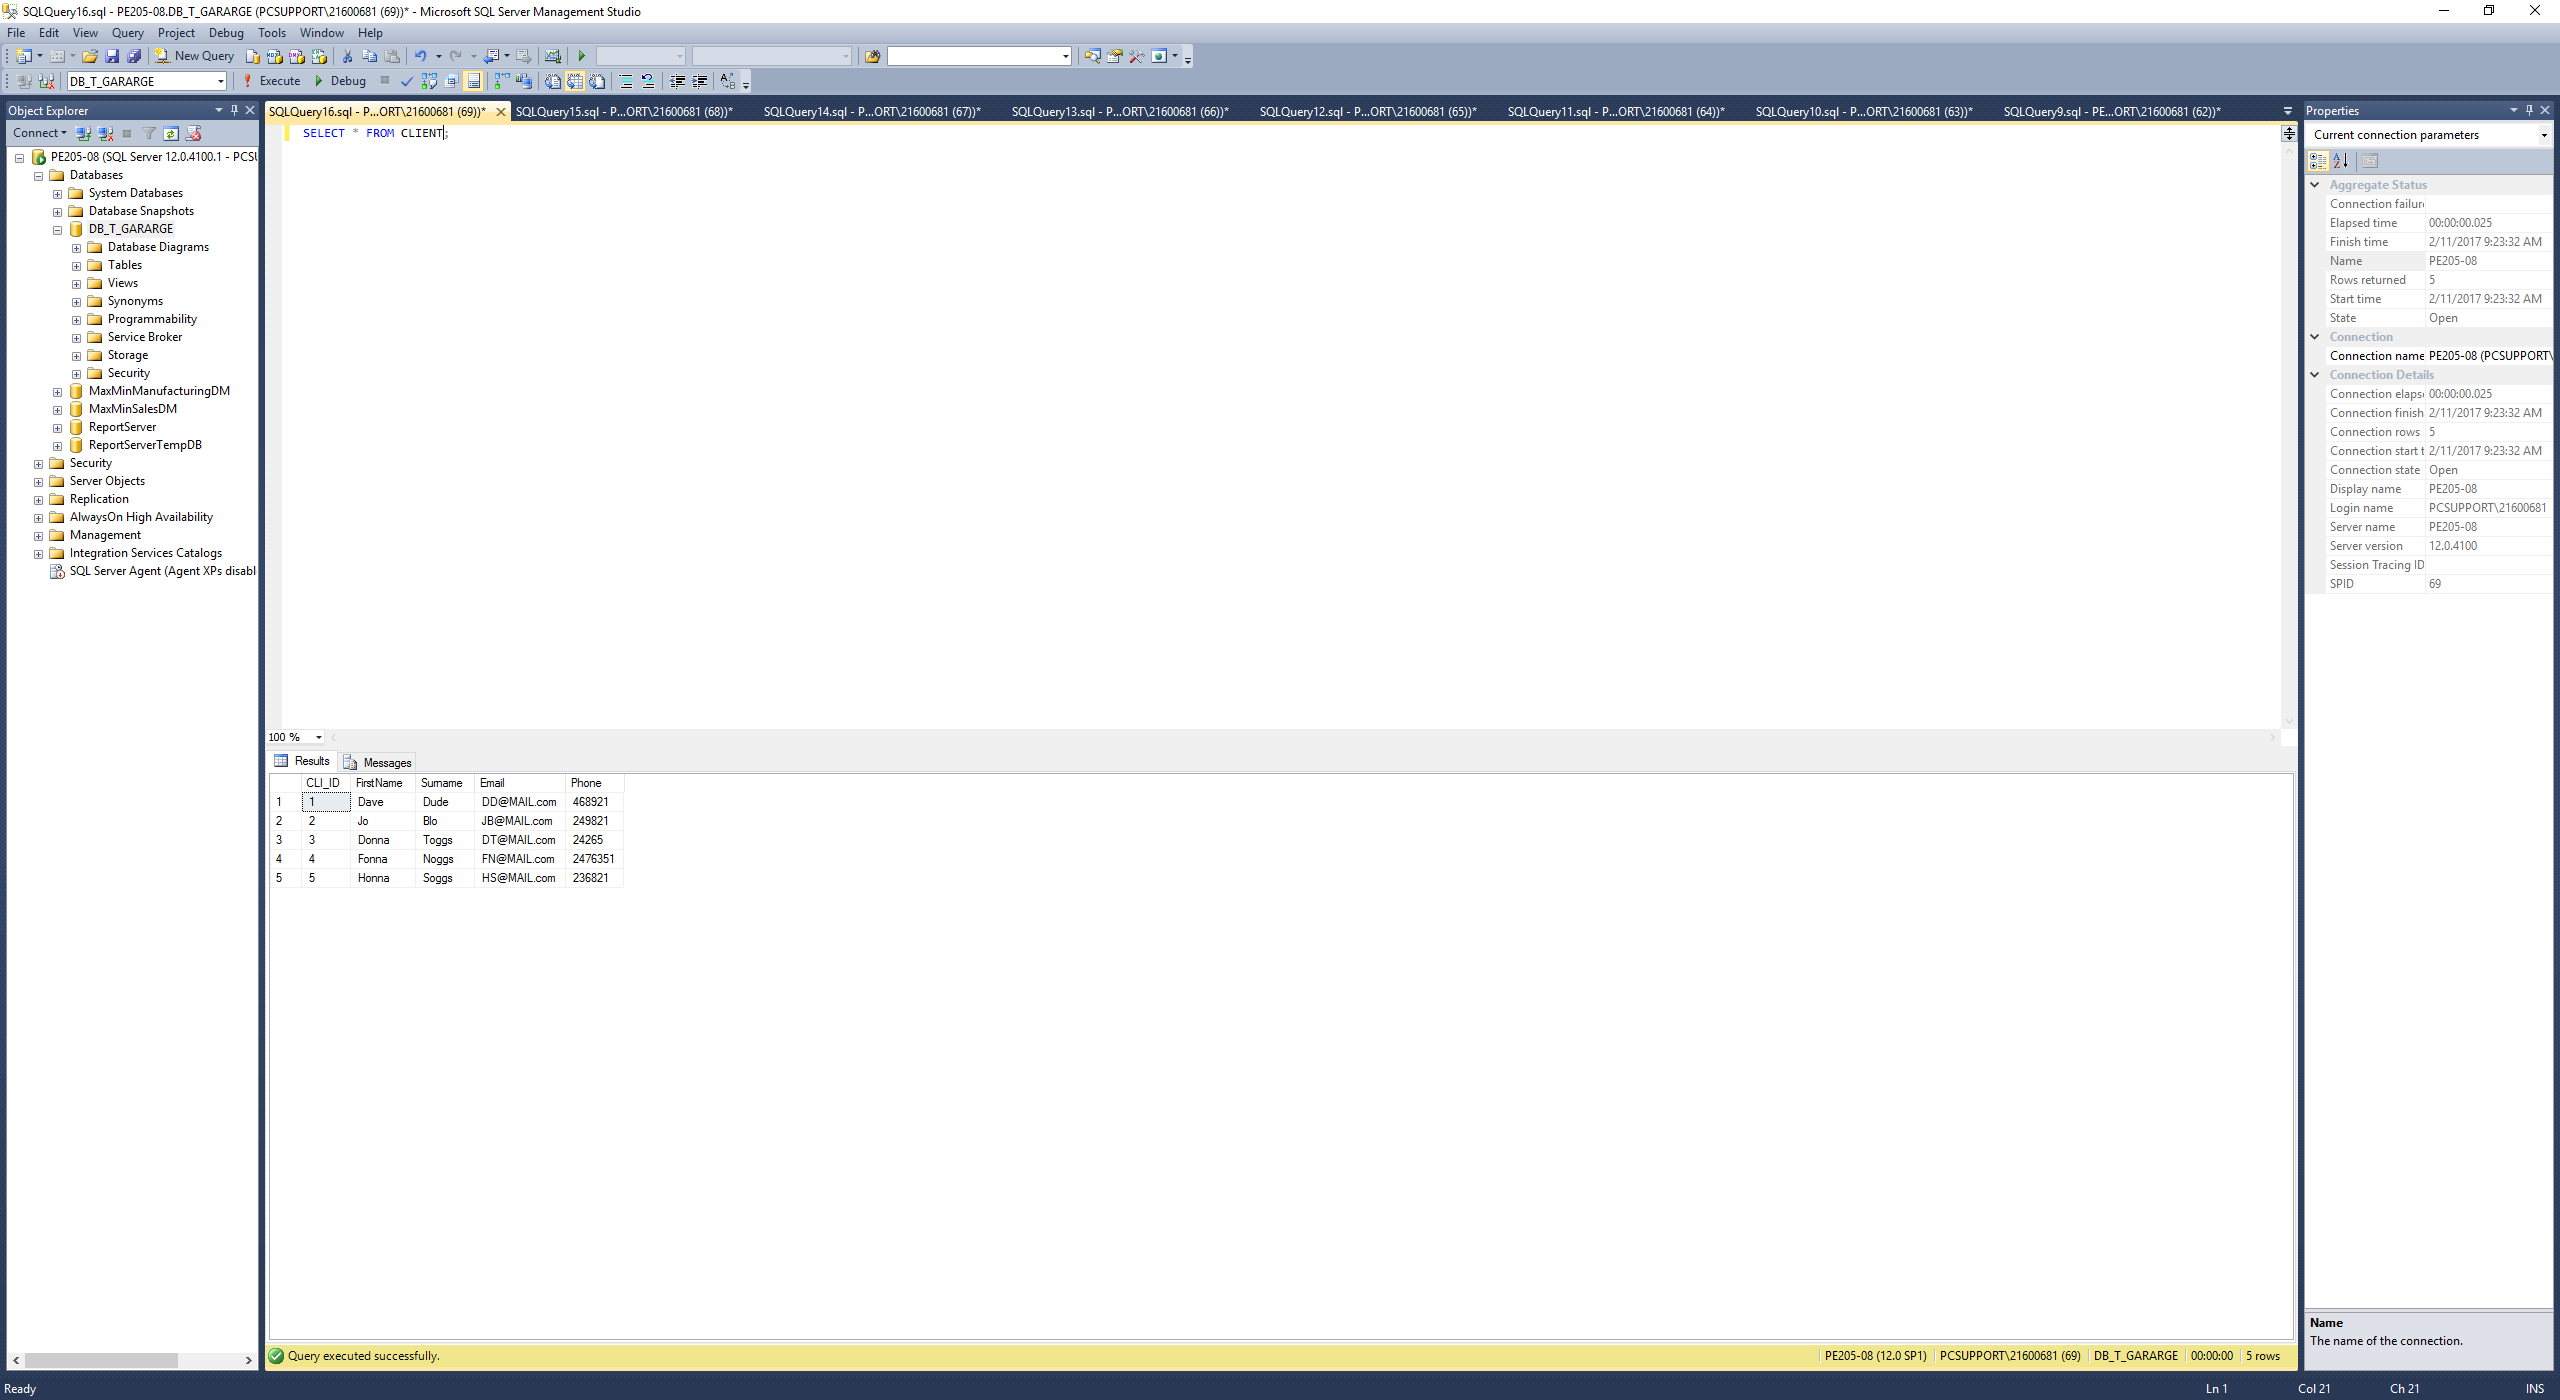 SQLQuery16.sql - PE205-08.DB_T_GARARGE (PCSUPPORT\21600681 (69))* - Microsoft SQL Server Management Studio
File Edit View Query Project Debug Tools Window Help
New Query
DB_T_GARARGE Execute Debug
Object Explorer
Connect
PE205-08 (SQL Server 12.0.4100.1 - PCSU
Databases
System Databases
Database Snapshots
DB_T_GARARGE
Database Diagrams
Tables
Views
Synonyms
Programmability
Service Broker
Storage
Security
MaxMinManufacturingDM
MaxMinSalesDM
ReportServer
ReportServerTempDB
Security
Server Objects
Replication
AlwaysOn High Availability
Management
Integration Services Catalogs
SQL Server Agent (Agent XPs disabl
SQLQuery16.sql - P...ORT\21600681 (69))* SQLQuery15.sql - P...ORT\21600681 (68))* SQLQuery14.sql - P...ORT\21600681 (67))* SQLQuery13.sql - P...ORT\21600681 (66))* SQLQuery12.sql - P...ORT\21600681 (65))* SQLQuery11.sql - P...ORT\21600681 (64))* SQLQuery10.sql - P...ORT\21600681 (63))* SQLQuery9.sql - PE...ORT\21600681 (62))*
SELECT * FROM CLIENT;
100 %
Results Messages
CLI_ID FirstName Surname Email Phone
1 1 Dave Dude DD@MAIL.com 468921
2 2 Jo Blo JB@MAIL.com 249821
3 3 Donna Toggs DT@MAIL.com 24265
4 4 Fonna Noggs FN@MAIL.com 2476351
5 5 Honna Soggs HS@MAIL.com 236821
Query executed successfully. PE205-08 (12.0 SP1) PCSUPPORT\21600681 (69) DB_T_GARARGE 00:00:00 5 rows
Properties
Current connection parameters
Aggregate Status
Connection failure
Elapsed time 00:00:00.025
Finish time 2/11/2017 9:23:32 AM
Name PE205-08
Rows returned 5
Start time 2/11/2017 9:23:32 AM
State Open
Connection
Connection name PE205-08 (PCSUPPORT\
Connection Details
Connection elaps 00:00:00.025
Connection finish 2/11/2017 9:23:32 AM
Connection rows 5
Connection start t 2/11/2017 9:23:32 AM
Connection state Open
Display name PE205-08
Login name PCSUPPORT\21600681
Server name PE205-08
Server version 12.0.4100
Session Tracing ID
SPID 69
Name
The name of the connection.
Ready Ln 1 Col 21 Ch 21 INS